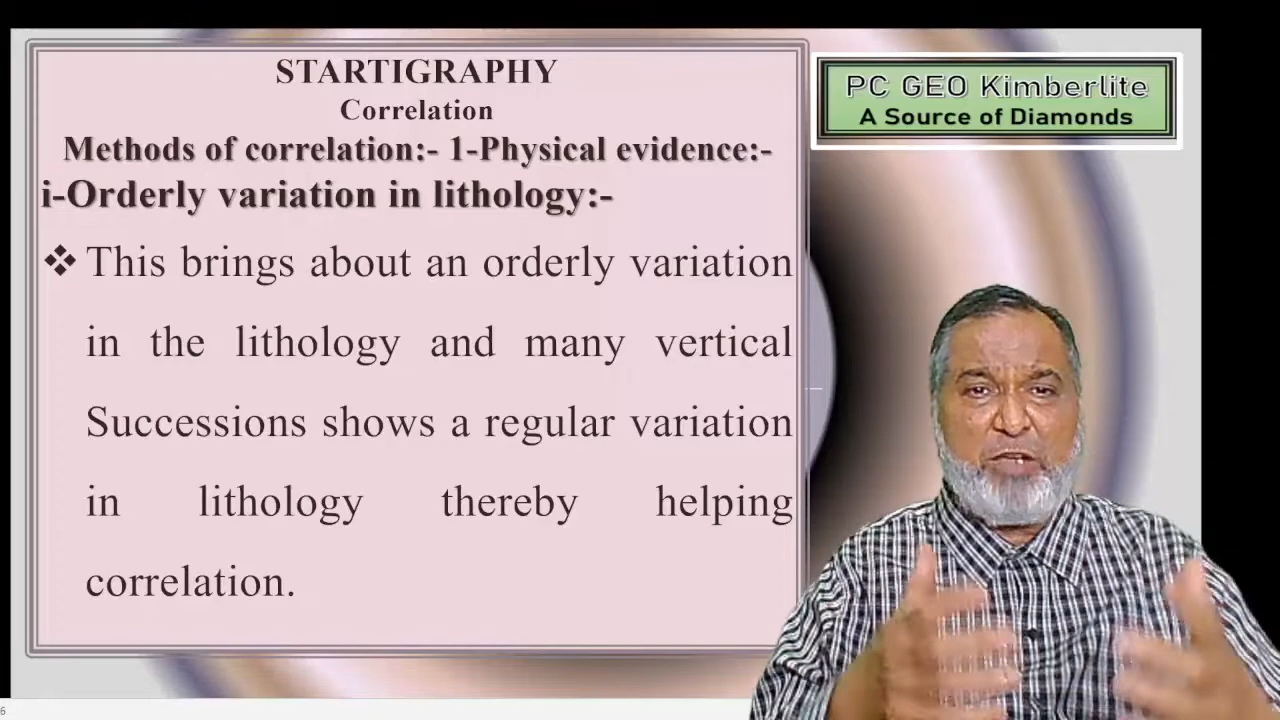 STARTIGRAPHY
Correlation
Methods of correlation:- 1-Physical evidence:-
i-Orderly variation in lithology:-
❖ This brings about an orderly variation
in the lithology and many vertical
Successions shows a regular variation
in lithology thereby helping
correlation.
PC GEO Kimberlite
A Source of Diamonds
6